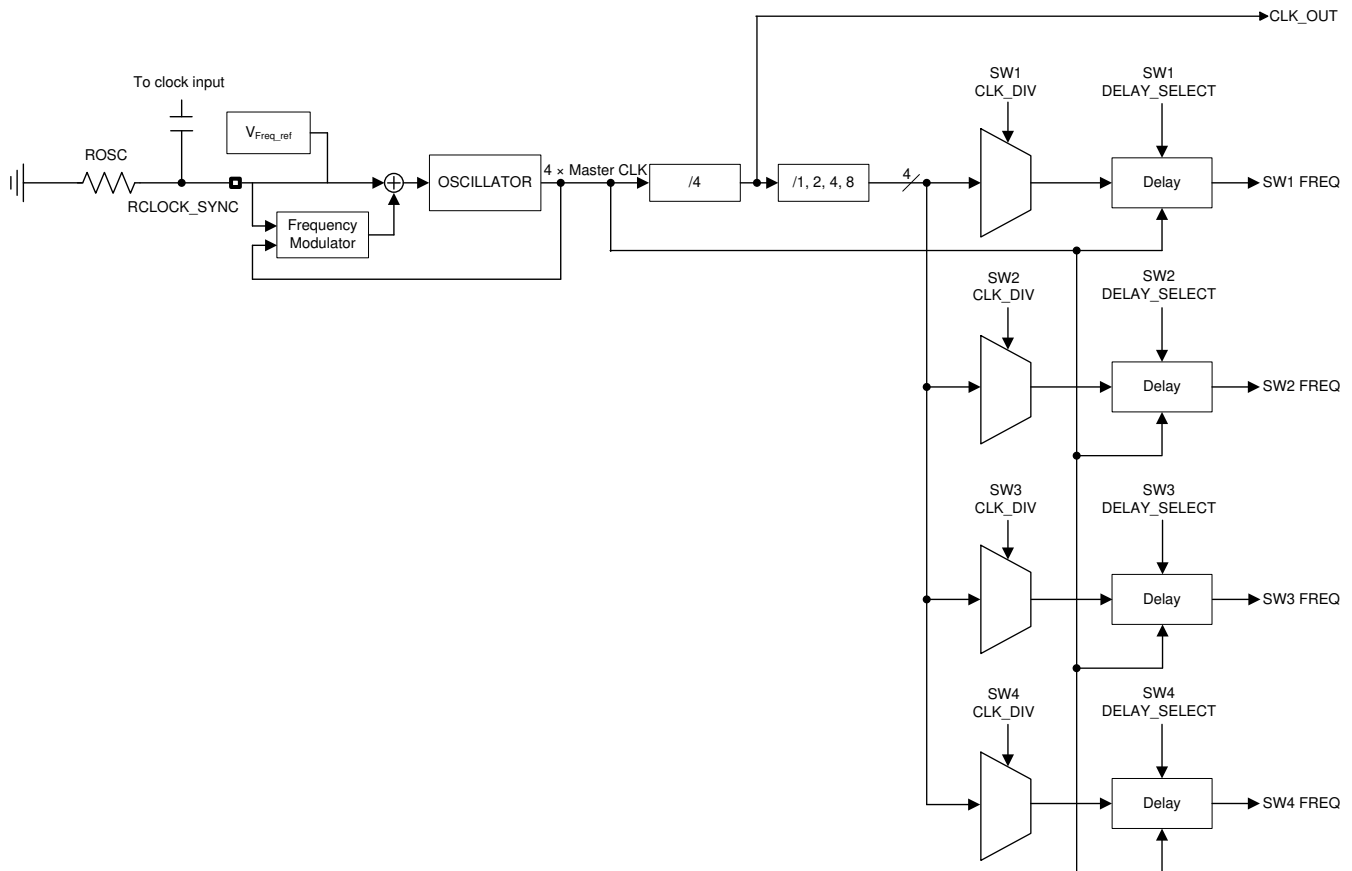 CLK_OUT
To clock input
SW1
CLK_DIV
SW1
DELAY_SELECT
VFreq_ref
ROSC
OSCILLATOR
4 × Master CLK
/4
/1, 2, 4, 8
4
Delay
SW1 FREQ
RCLOCK_SYNC
Frequency
Modulator
SW2
CLK_DIV
SW2
DELAY_SELECT
Delay
SW2 FREQ
SW3
CLK_DIV
SW3
DELAY_SELECT
Delay
SW3 FREQ
SW4
CLK_DIV
SW4
DELAY_SELECT
Delay
SW4 FREQ